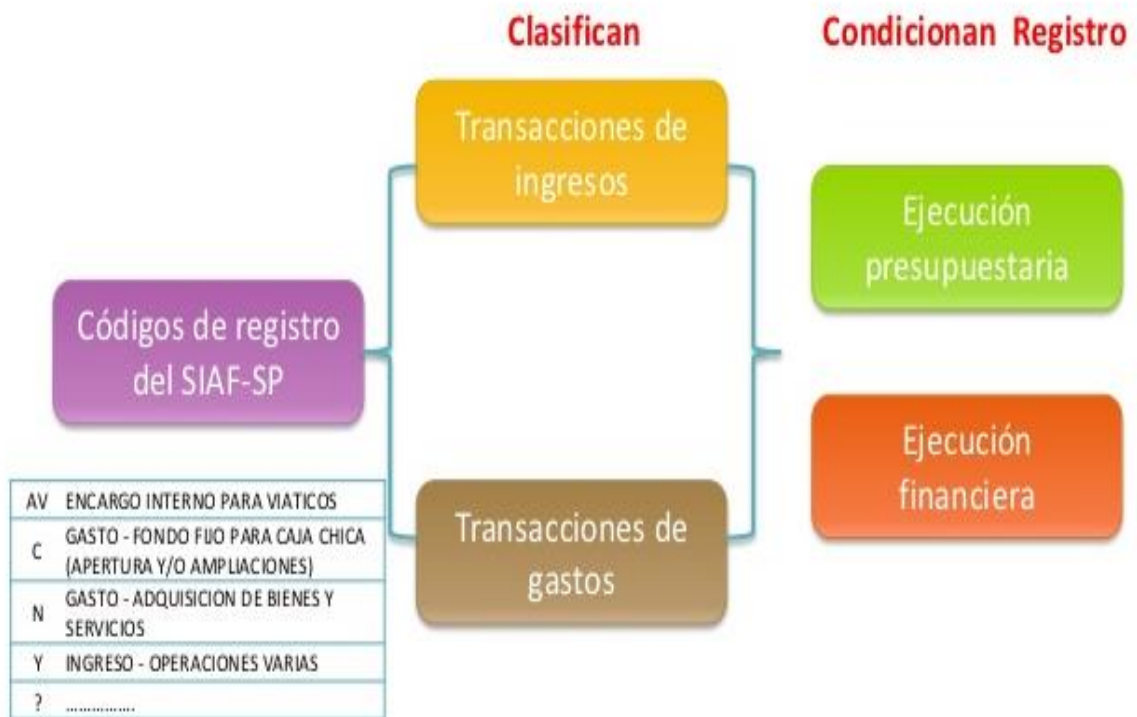 Clasifican
Condicionan Registro
Transacciones de
ingresos
Ejecución
presupuestaria
Códigos de registro
del SIAF-SP
Ejecución
financiera
Transacciones de
gastos
AV ENCARGO INTERNO PARA VIATICOS
C GASTO - FONDO FIJO PARA CAJA CHICA
(APERTURA Y/O AMPLIACIONES)
N GASTO - ADQUISICION DE BIENES Y
SERVICIOS
Y INGRESO - OPERACIONES VARIAS
? ……………